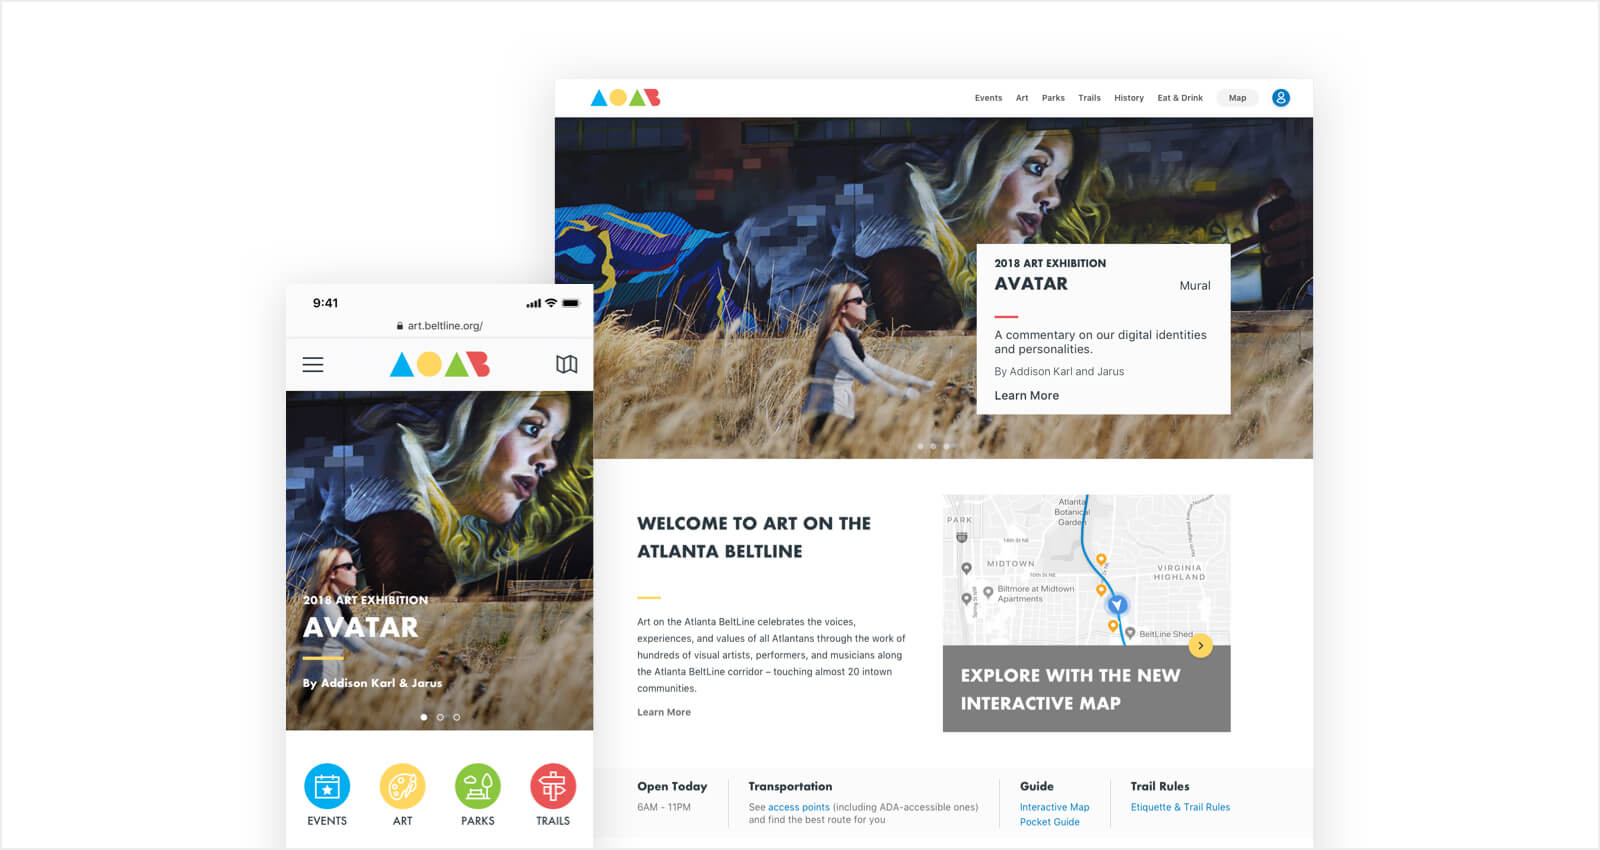 Events Art Parks Trails History Eat & Drink Map
2018 ART EXHIBITION
AVATAR
Mural
A commentary on our digital identities
and personalities.
By Addison Karl and Jarus
Learn More
9:41
art.beltline.org/
2018 ART EXHIBITION
AVATAR
By Addison Karl & Jarus
EVENTS
ART
PARKS
TRAILS
WELCOME TO ART ON THE
ATLANTA BELTLINE
Art on the Atlanta BeltLine celebrates the voices,
experiences, and values of all Atlantans through the work of
hundreds of visual artists, performers, and musicians along
the Atlanta BeltLine corridor – touching almost 20 intown
communities.
Learn More
Atlanta
Botanical
Garden
PARK
14th St NE
MIDTOWN
10th St NE
VIRGINIA
HIGHLAND
Biltmore at Midtown
Apartments
BeltLine Shed
EXPLORE WITH THE NEW
INTERACTIVE MAP
Open Today
6AM - 11PM
Transportation
See access points (including ADA-accessible ones)
and find the best route for you
Guide
Interactive Map
Pocket Guide
Trail Rules
Etiquette & Trail Rules